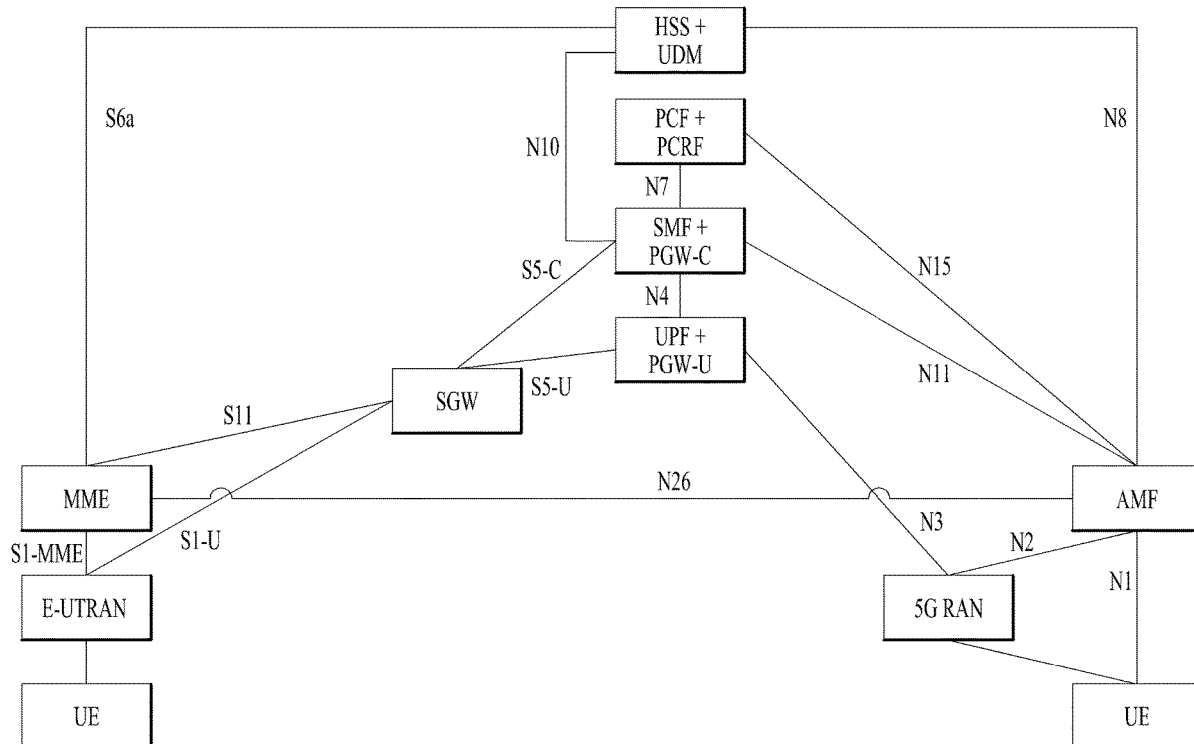 HSS +
UDM
S6a
N8
PCF +
PCRF
N10
N7
SMF +
PGW-C
S5-C
N15
N4
UPF +
PGW-U
N11
S5-U
SGW
S11
MME
N26
AMF
N3
S1-U
S1-MME
N2
N1
E-UTRAN
5G RAN
UE
UE